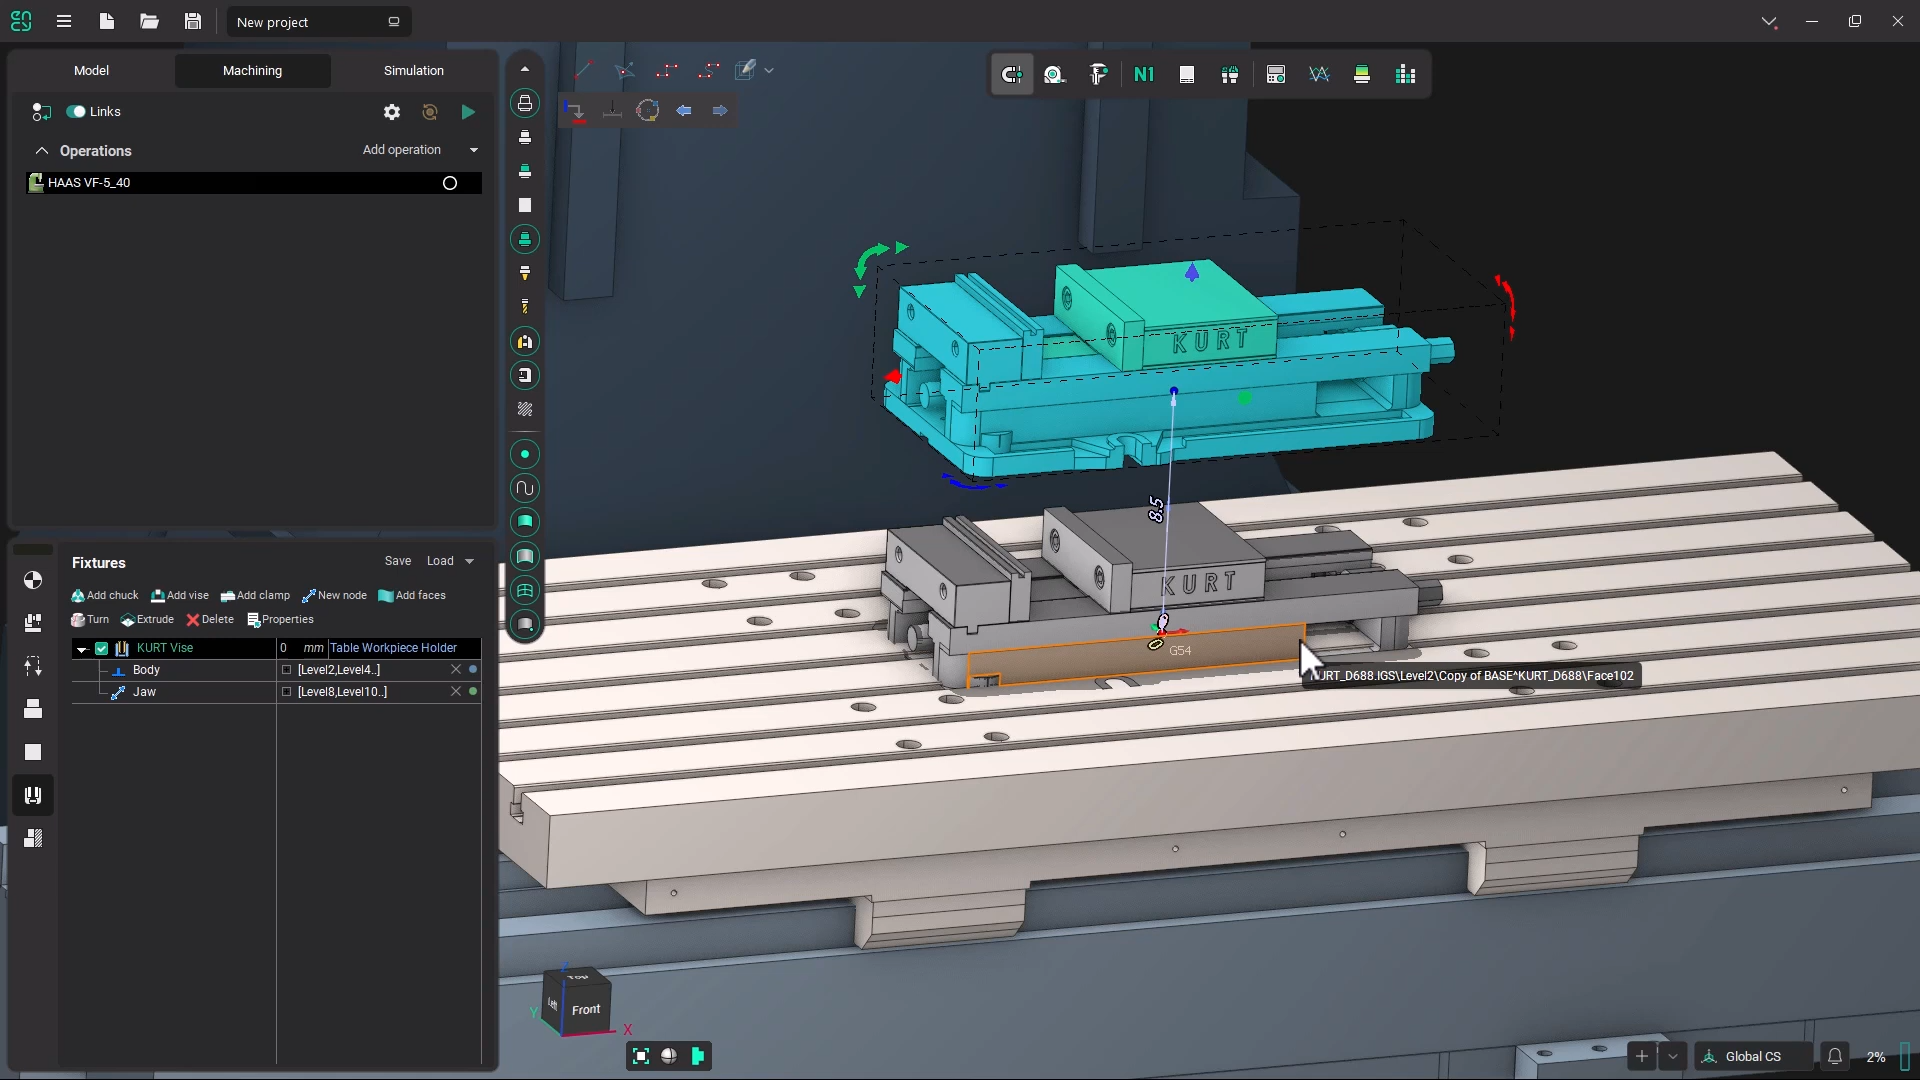 New project
Model
Machining
Simulation
Links
Operations
Add operation
HAAS VF-5_40
N1
Fixtures
Save
Load
Add chuck
Add vise
Add clamp
New node
Add faces
Turn
Extrude
Delete
Properties
KURT Vise
0
mm
Table Workpiece Holder
Body
[Level2,Level4..]
Jaw
[Level8,Level10..]
KURT
8.5
KURT
G54
URT_D688.IGS\Level2\Copy of BASE^KURT_D688\Face102
Z
Top
Left
Front
Y
X
Global CS
2%